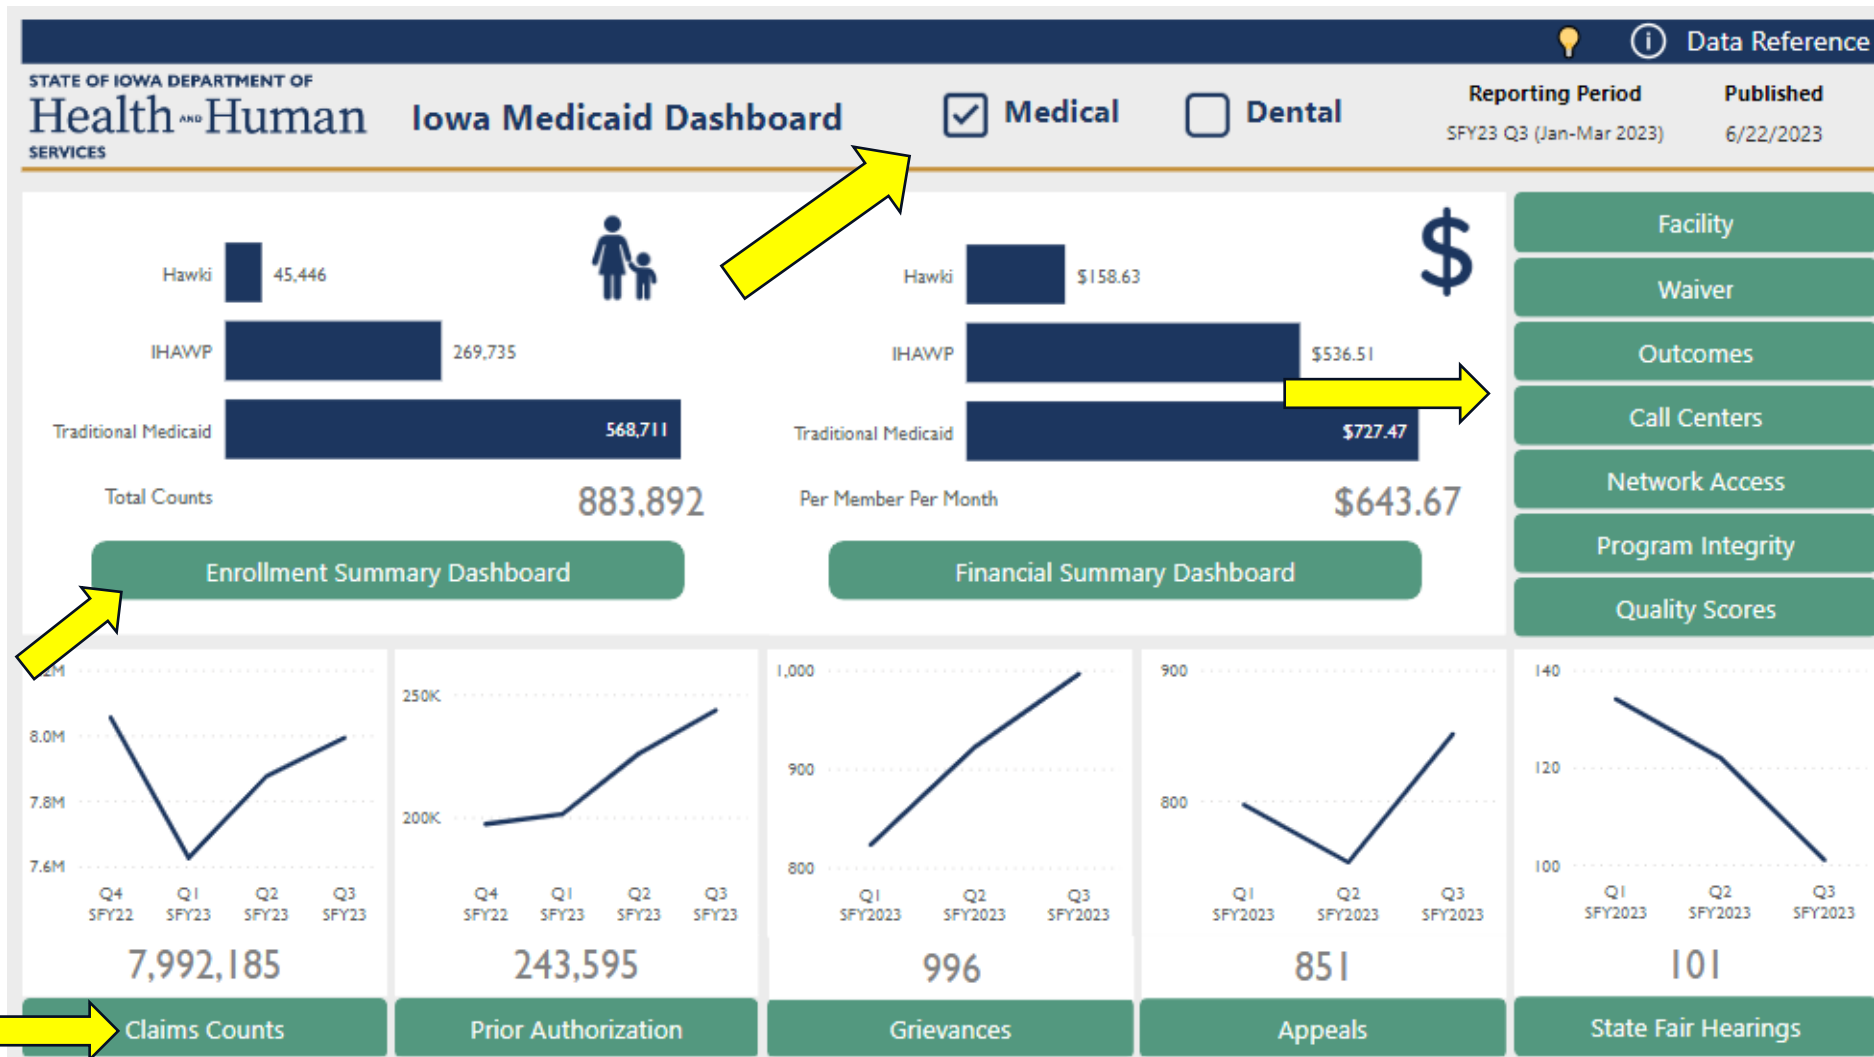 Data Reference
STATE OF IOWA DEPARTMENT OF
Health AND Human
SERVICES
Iowa Medicaid Dashboard
Medical
Dental
Reporting Period
SFY23 Q3 (Jan-Mar 2023)
Published
6/22/2023
Hawki 45,446
IHAWP 269,735
Traditional Medicaid 568,711
Total Counts 883,892
Enrollment Summary Dashboard
$
Hawki $158.63
IHAWP $536.51
Traditional Medicaid $727.47
Per Member Per Month $643.67
Financial Summary Dashboard
Facility
Waiver
Outcomes
Call Centers
Network Access
Program Integrity
Quality Scores
8.0M
7.8M
7.6M
Q4 Q1 Q2 Q3
SFY22 SFY23 SFY23 SFY23
7,992,185
Claims Counts
250K
200K
Q4 Q1 Q2 Q3
SFY22 SFY23 SFY23 SFY23
243,595
Prior Authorization
1,000
900
800
Q1 Q2 Q3
SFY2023 SFY2023 SFY2023
996
Grievances
900
800
Q1 Q2 Q3
SFY2023 SFY2023 SFY2023
851
Appeals
140
120
100
Q1 Q2 Q3
SFY2023 SFY2023 SFY2023
101
State Fair Hearings